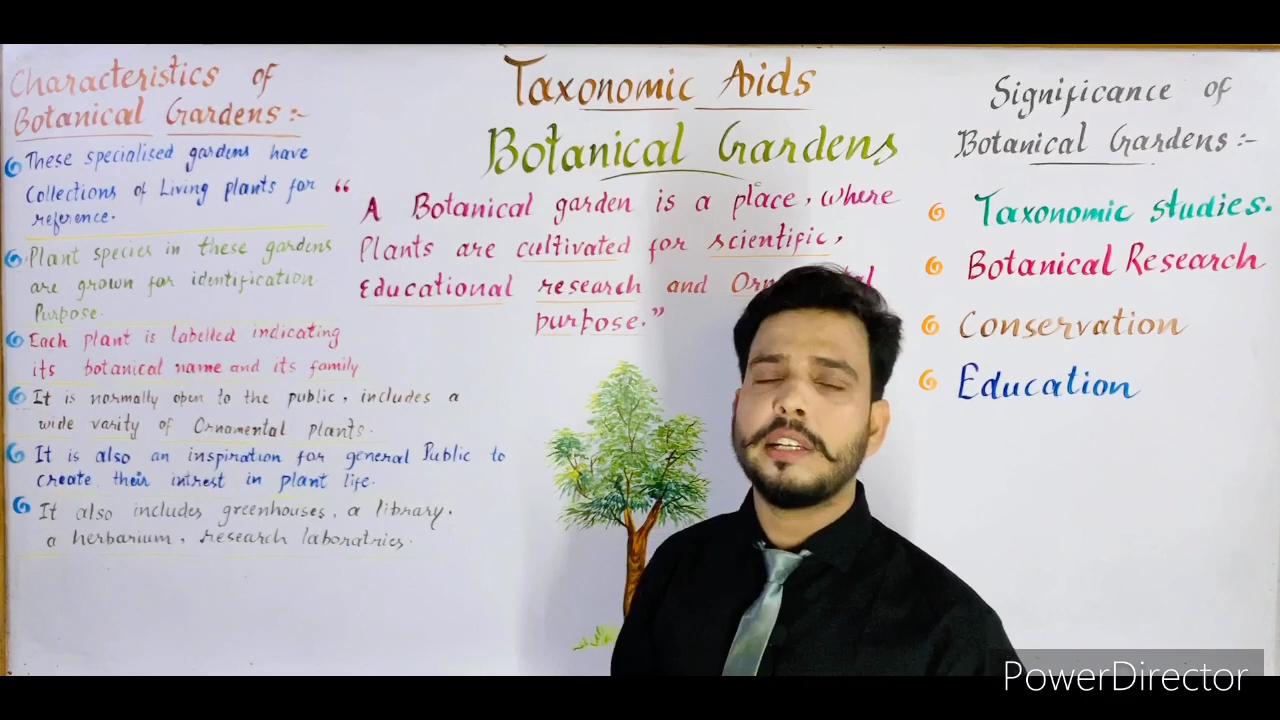 Characteristics of
Botanical Gardens:-
These specialised gardens have
Collections of Living plants for
reference.
Plant species in these gardens
are grown for identification
Purpose.
Each plant is labelled indicating
its botanical name and its family
It is normally open to the public, includes a
wide varity of Ornamental plants.
It is also an inspiration for general Public to
create their intrest in plant life.
It also includes greenhouses, a library,
a herbarium, research laboratries.
Taxonomic Aids
Botanical Gardens
“ A Botanical garden is a place, where
Plants are cultivated for scientific,
Educational research and
purpose.”
Significance of
Botanical Gardens:-
Taxonomic studies.
Botanical Research
Conservation
Education
PowerDirector